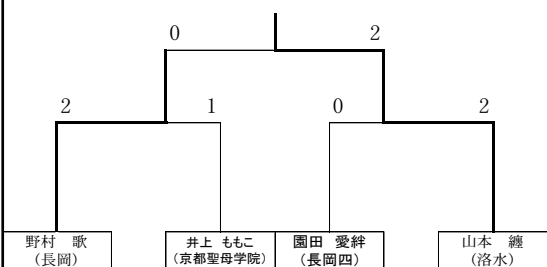 0 2
2 1 0 2
野村 歌 井上 ももこ 園田 愛絆 山本 纏
(長岡) (京都聖母学院) (長岡四) (洛水)